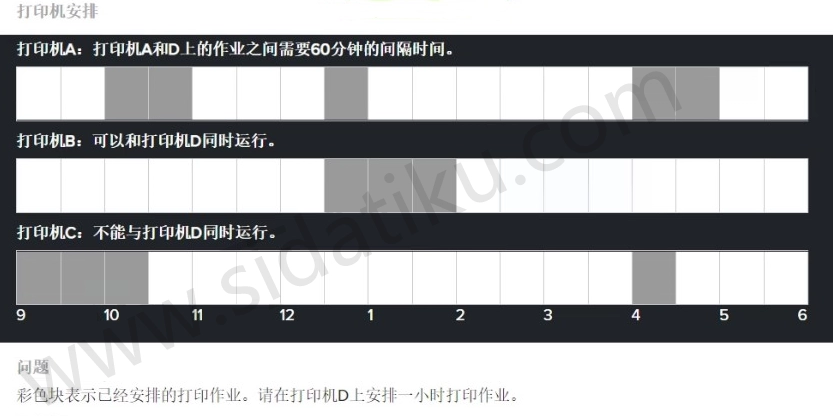 打印机安排
打印机A：打印机A和D上的作业之间需要60分钟的间隔时间。
打印机B：可以和打印机D同时运行。
打印机C：不能与打印机D同时运行。
9 10 11 12 1 2 3 4 5 6
问题
彩色块表示已经安排的打印作业。请在打印机D上安排一小时打印作业。
www.sidatiku.com